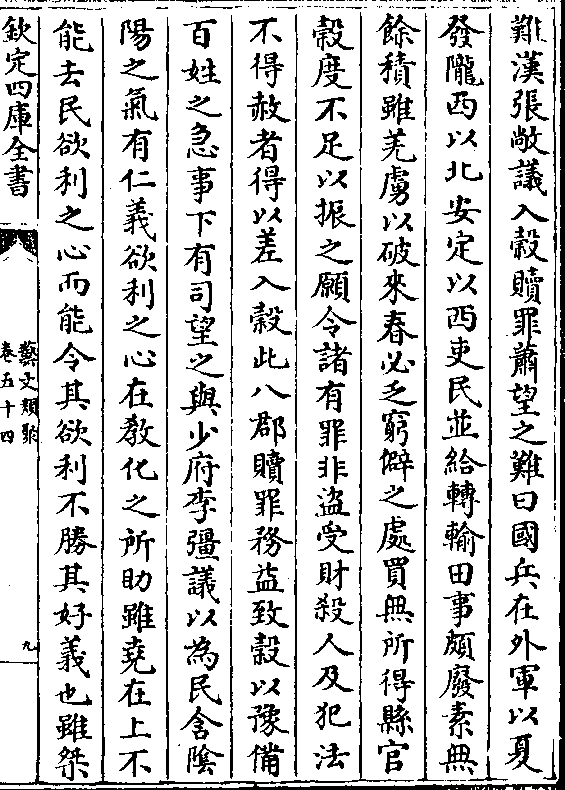 難漢張敞議入穀贖罪蕭望之難曰國兵在外軍以夏
發隴西以北安定以西吏民並給轉輸田事頗廢素無
餘積雖羌虜以破來春必乏窮僻之處買無所得縣官
穀度不足以振之願令諸有罪非盜受財殺人及犯法
不得赦者得以差入穀此八郡贖罪務益致穀以豫備
百姓之急事下有司望之與少府李彊議以為民含陰
陽之氣有仁義欲利之心在教化之所助雖堯在上不
能去民欲利之心而能令其欲利不勝其好義也雖桀
欽定四庫全書
藝文類聚
卷五十四
九